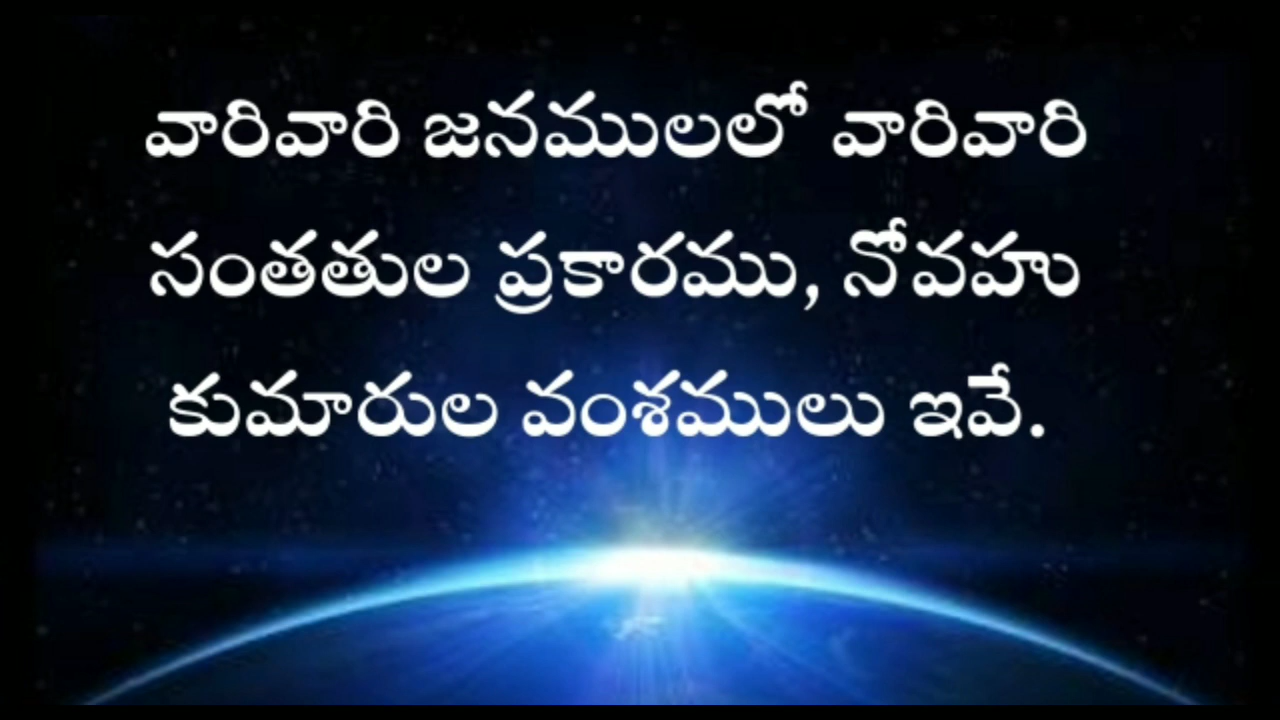 వారివారి జనములలో వారివారి
సంతతుల ప్రకారము, నోవహు
కుమారుల వంశములు ఇవే.